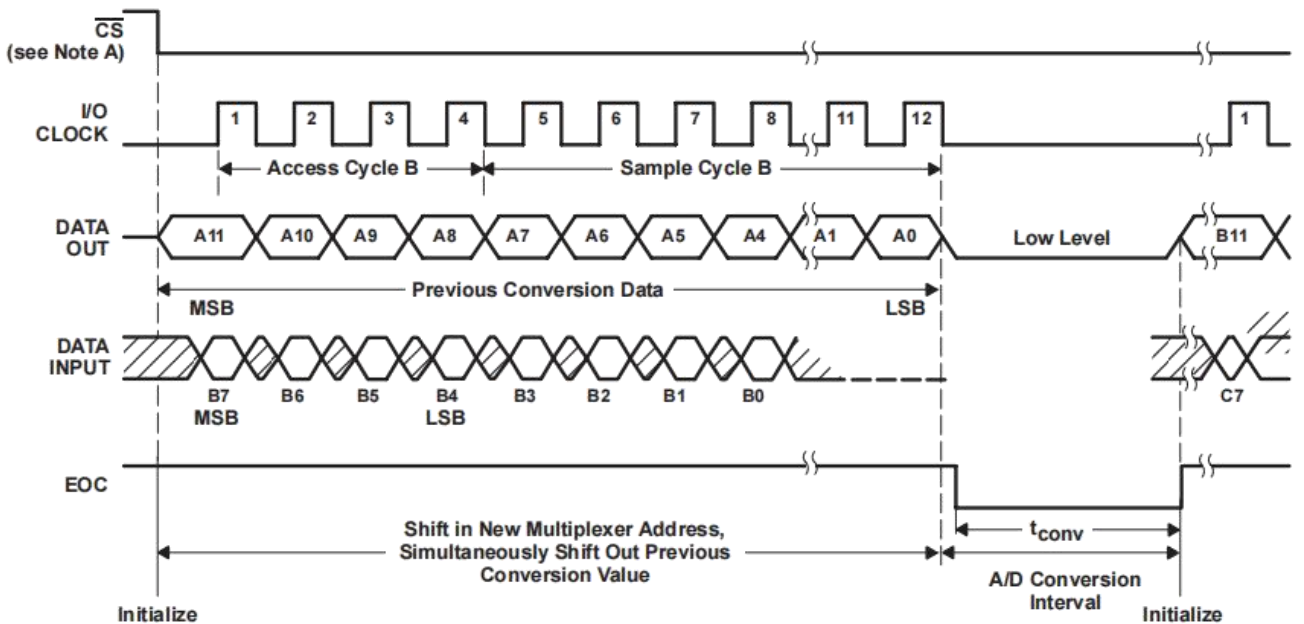 CS
(see Note A)
I/O
CLOCK
1 2 3 4 5 6 7 8 11 12 1
Access Cycle B Sample Cycle B
DATA
OUT
A11 A10 A9 A8 A7 A6 A5 A4 A1 A0 Low Level B11
Previous Conversion Data
MSB LSB
DATA
INPUT
B7 B6 B5 B4 B3 B2 B1 B0 C7
MSB LSB
EOC
Shift in New Multiplexer Address,
Simultaneously Shift Out Previous
Conversion Value
tconv
A/D Conversion
Interval
Initialize Initialize